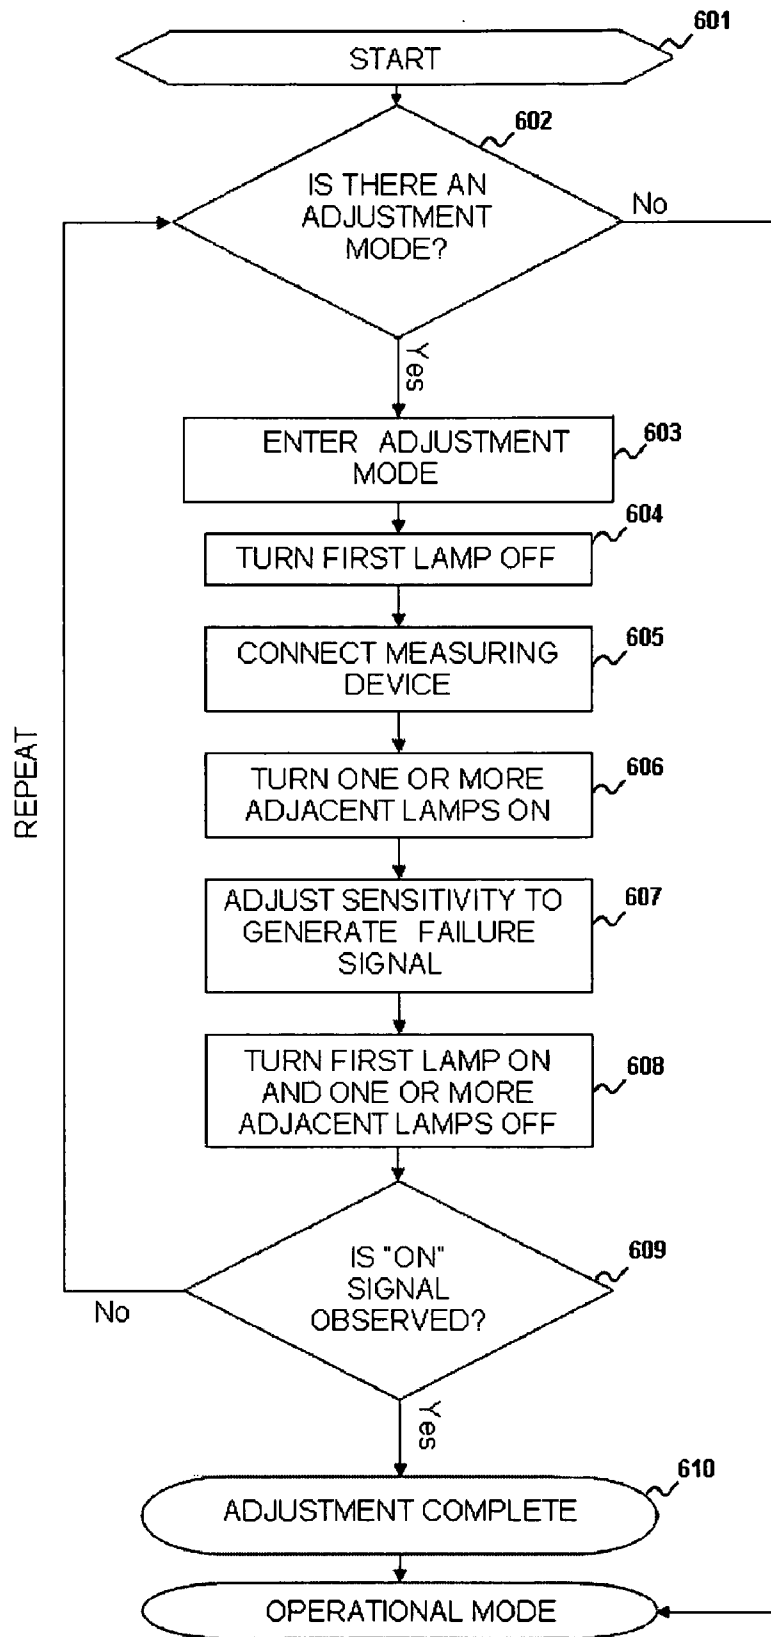 601
START
602
IS THERE AN
ADJUSTMENT
MODE?
No
Yes
ENTER ADJUSTMENT
MODE
603
604
TURN FIRST LAMP OFF
CONNECT MEASURING
DEVICE
605
TURN ONE OR MORE
ADJACENT LAMPS ON
606
REPEAT
ADJUST SENSITIVITY TO
GENERATE FAILURE
SIGNAL
607
TURN FIRST LAMP ON
AND ONE OR MORE
ADJACENT LAMPS OFF
608
IS "ON"
SIGNAL
OBSERVED?
609
No
Yes
610
ADJUSTMENT COMPLETE
OPERATIONAL MODE